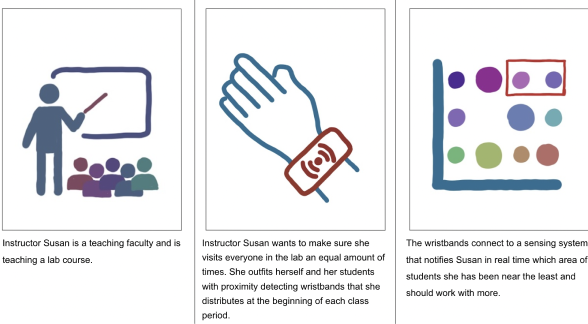 Instructor Susan is a teaching faculty and is
teaching a lab course.
Instructor Susan wants to make sure she
visits everyone in the lab an equal amount of
times. She outfits herself and her students
with proximity detecting wristbands that she
distributes at the beginning of each class
period.
The wristbands connect to a sensing system
that notifies Susan in real time which area of
students she has been near the least and
should work with more.